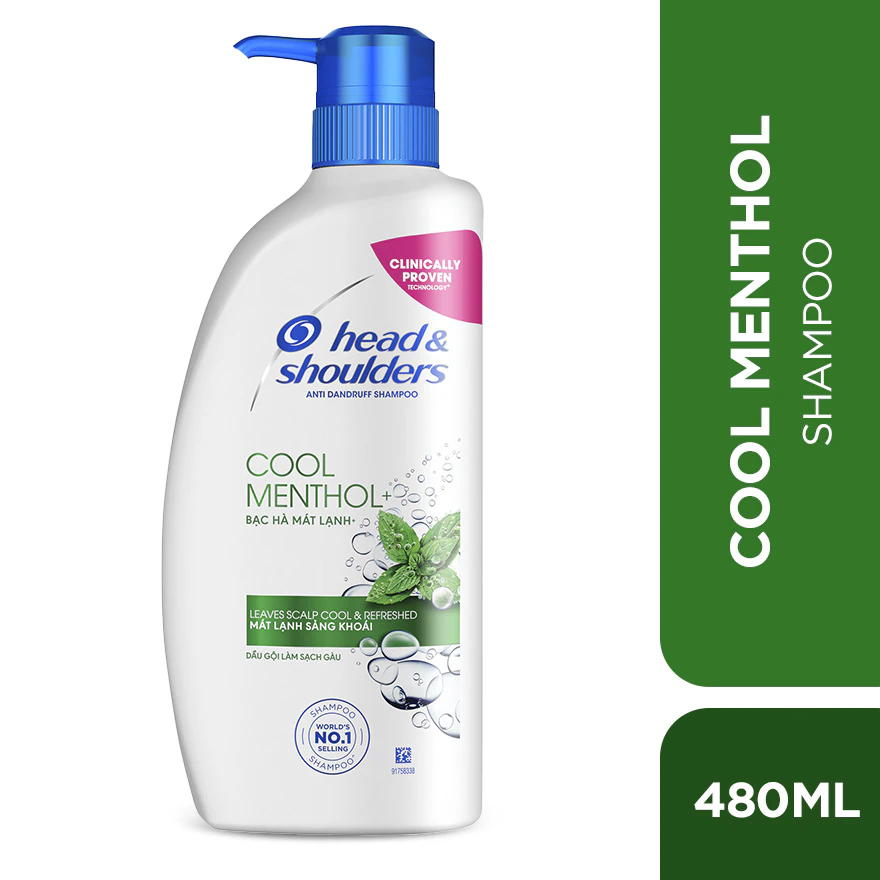 CLINICALLY
PROVEN
TECHNOLOGY^
head &
shoulders
ANTI DANDRUFF SHAMPOO
COOL
MENTHOL+
BẠC HÀ MÁT LẠNH+
LEAVES SCALP COOL & REFRESHED
MÁT LẠNH SẢNG KHOÁI
DẦU GỘI LÀM SẠCH GÀU
SHAMPOO
WORLD'S
NO.1
SELLING
SHAMPOO^
91758338
COOL MENTHOL
SHAMPOO
480ML